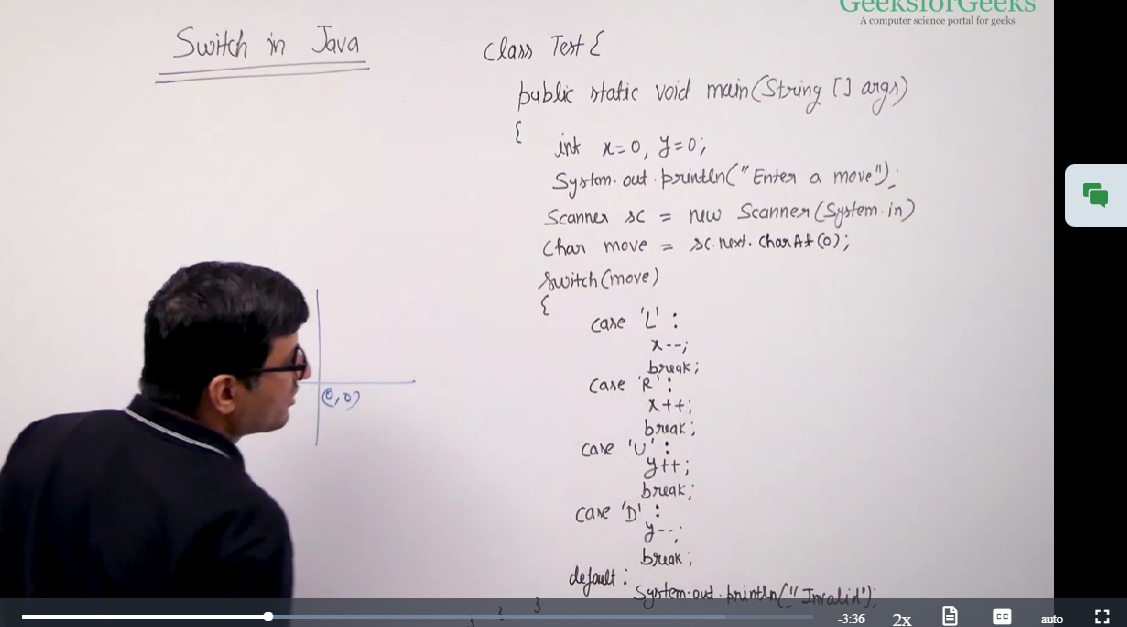 GeeksforGeeks
A computer science portal for geeks
Switch in Java
class Test {
public static void main(String [] args)
{
int x=0, y=0;
System.out.println("Enter a move");
Scanner sc = new Scanner(System.in)
Char move = sc.next.CharAt(0);
switch(move)
{
case 'L' :
x--;
break;
case 'R' :
x++;
break;
case 'U' :
y++;
break;
case 'D' :
y--;
break;
default :
System.out.println("Invalid");
}
(0,0)
-3:36
2x
CC
auto